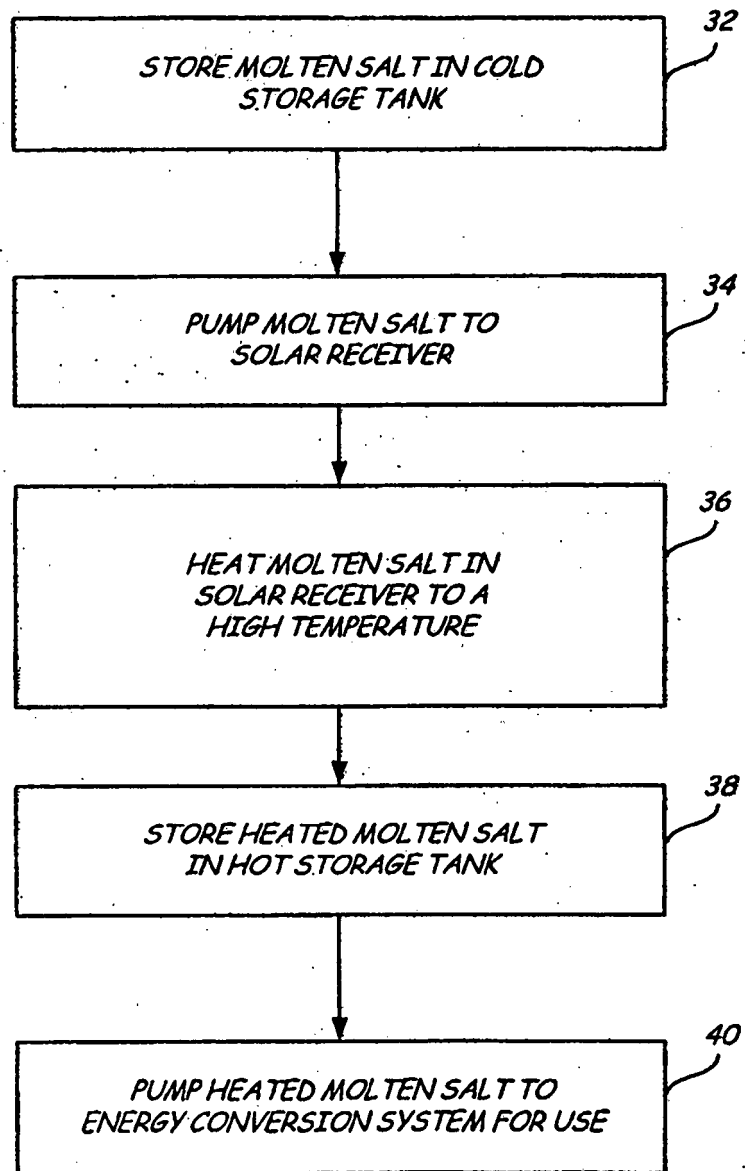 32
STORE MOLTEN SALT IN COLD
STORAGE TANK
34
PUMP MOLTEN SALT TO
SOLAR RECEIVER
36
HEAT MOLTEN SALT IN
SOLAR RECEIVER TO A
HIGH TEMPERATURE
38
STORE HEATED MOLTEN SALT
IN HOT STORAGE TANK
40
PUMP HEATED MOLTEN SALT TO
ENERGY CONVERSION SYSTEM FOR USE